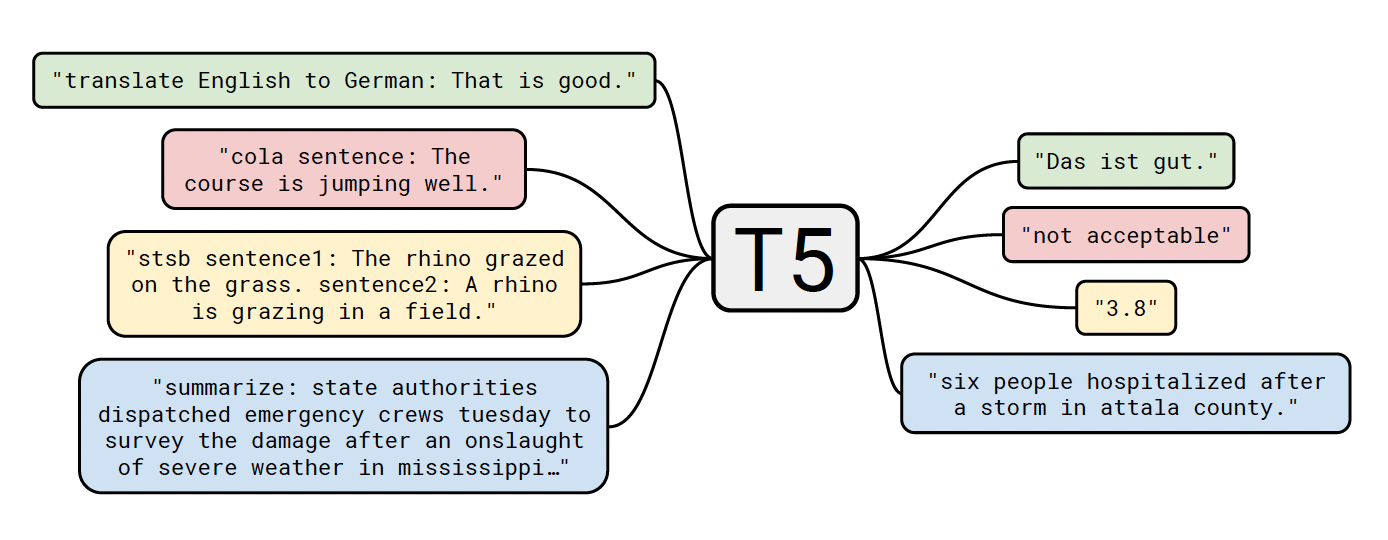 "translate English to German: That is good."
"cola sentence: The
course is jumping well."
"stsb sentence1: The rhino grazed
on the grass. sentence2: A rhino
is grazing in a field."
"summarize: state authorities
dispatched emergency crews tuesday to
survey the damage after an onslaught
of severe weather in mississippi…"
T5
"Das ist gut."
"not acceptable"
"3.8"
"six people hospitalized after
a storm in attala county."